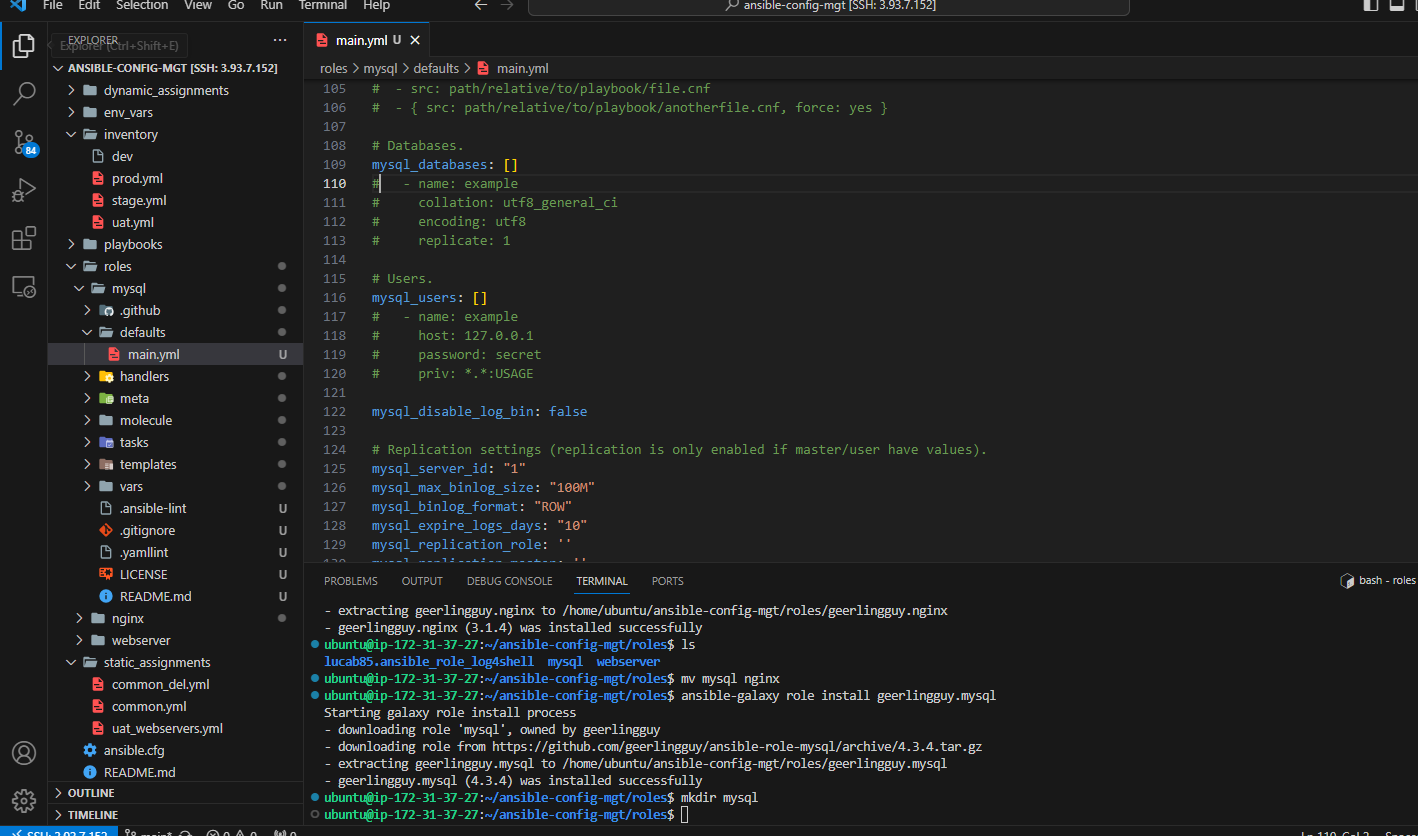 File Edit Selection View Go Run Terminal Help
ansible-config-mgt [SSH: 3.93.7.152]
EXPLORER
Explorer (Ctrl+Shift+E)
ANSIBLE-CONFIG-MGT [SSH: 3.93.7.152]
dynamic_assignments
env_vars
inventory
dev
prod.yml
stage.yml
uat.yml
playbooks
roles
mysql
.github
defaults
main.yml U
handlers
meta
molecule
tasks
templates
vars
.ansible-lint U
.gitignore U
.yamllint U
LICENSE U
README.md U
nginx
webserver
static_assignments
common_del.yml
common.yml
uat_webservers.yml
ansible.cfg
README.md
OUTLINE
TIMELINE
84
main.yml U
roles > mysql > defaults > main.yml
105 #  - src: path/relative/to/playbook/file.cnf
106 #  - { src: path/relative/to/playbook/anotherfile.cnf, force: yes }
107
108 # Databases.
109 mysql_databases: []
110 #   - name: example
111 #     collation: utf8_general_ci
112 #     encoding: utf8
113 #     replicate: 1
114
115 # Users.
116 mysql_users: []
117 #   - name: example
118 #     host: 127.0.0.1
119 #     password: secret
120 #     priv: *.*:USAGE
121
122 mysql_disable_log_bin: false
123
124 # Replication settings (replication is only enabled if master/user have values).
125 mysql_server_id: "1"
126 mysql_max_binlog_size: "100M"
127 mysql_binlog_format: "ROW"
128 mysql_expire_logs_days: "10"
129 mysql_replication_role: ''
PROBLEMS OUTPUT DEBUG CONSOLE TERMINAL PORTS
bash - roles
- extracting geerlingguy.nginx to /home/ubuntu/ansible-config-mgt/roles/geerlingguy.nginx
- geerlingguy.nginx (3.1.4) was installed successfully
ubuntu@ip-172-31-37-27:~/ansible-config-mgt/roles$ ls
lucab85.ansible_role_log4shell  mysql  webserver
ubuntu@ip-172-31-37-27:~/ansible-config-mgt/roles$ mv mysql nginx
ubuntu@ip-172-31-37-27:~/ansible-config-mgt/roles$ ansible-galaxy role install geerlingguy.mysql
Starting galaxy role install process
- downloading role 'mysql', owned by geerlingguy
- downloading role from https://github.com/geerlingguy/ansible-role-mysql/archive/4.3.4.tar.gz
- extracting geerlingguy.mysql to /home/ubuntu/ansible-config-mgt/roles/geerlingguy.mysql
- geerlingguy.mysql (4.3.4) was installed successfully
ubuntu@ip-172-31-37-27:~/ansible-config-mgt/roles$ mkdir mysql
ubuntu@ip-172-31-37-27:~/ansible-config-mgt/roles$
SSH: 3.93.7.152